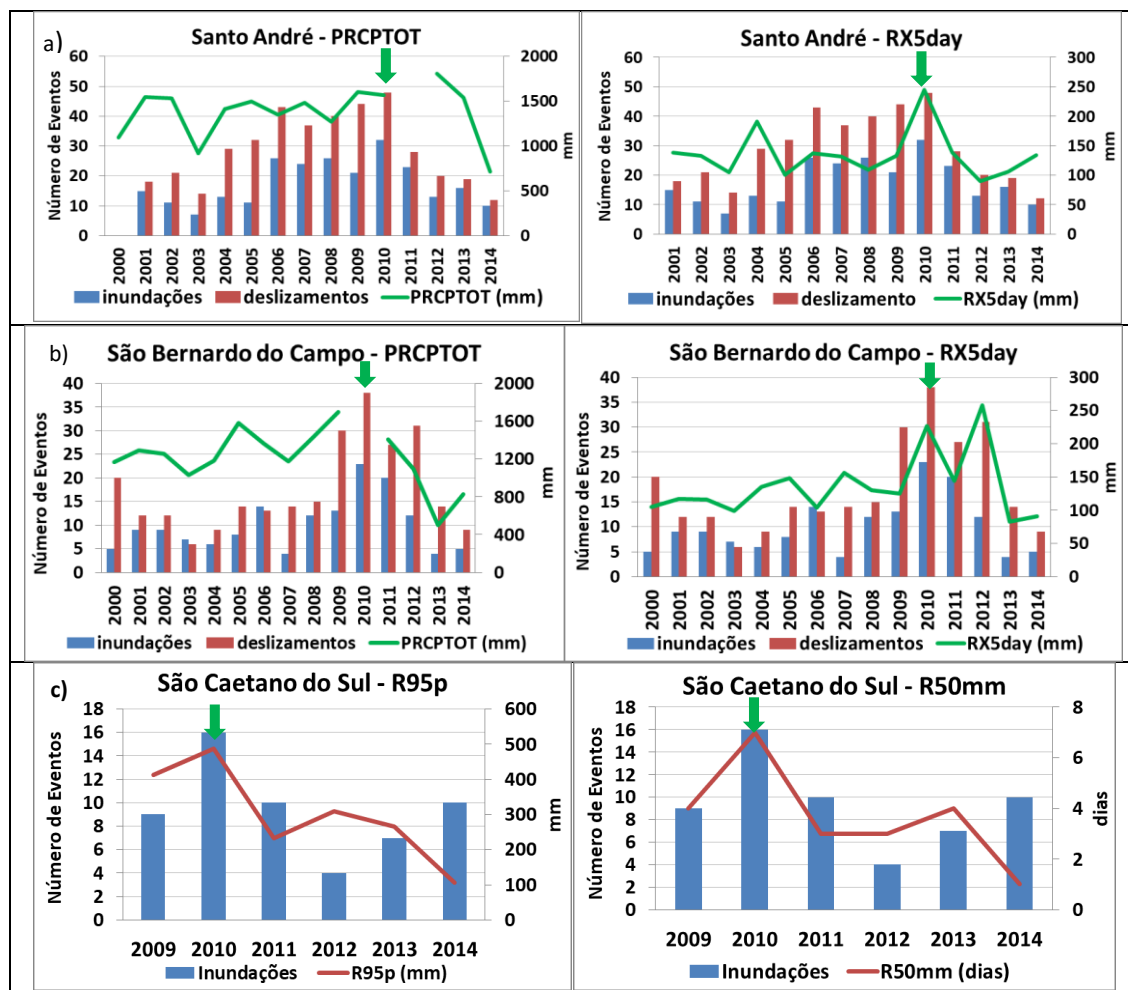 a)
Santo André - PRCPTOT
Número de Eventos
60
50
40
30
20
10
0
2000
1500
1000
500
0
mm
2000 2001 2002 2003 2004 2005 2006 2007 2008 2009 2010 2011 2012 2013 2014
inundações deslizamentos PRCPTOT (mm)
Santo André - RX5day
Número de Eventos
60
50
40
30
20
10
0
300
250
200
150
100
50
0
mm
2001 2002 2003 2004 2005 2006 2007 2008 2009 2010 2011 2012 2013 2014
inundações deslizamento RX5day (mm)
b)
São Bernardo do Campo - PRCPTOT
Número de Eventos
40
35
30
25
20
15
10
5
0
2000
1600
1200
800
400
0
mm
2000 2001 2002 2003 2004 2005 2006 2007 2008 2009 2010 2011 2012 2013 2014
inundações deslizamentos PRCPTOT (mm)
São Bernardo do Campo - RX5day
Número de Eventos
40
35
30
25
20
15
10
5
0
300
250
200
150
100
50
0
mm
2000 2001 2002 2003 2004 2005 2006 2007 2008 2009 2010 2011 2012 2013 2014
inundações deslizamentos RX5day (mm)
c)
São Caetano do Sul - R95p
Número de Eventos
18
16
14
12
10
8
6
4
2
0
600
500
400
300
200
100
0
mm
2009 2010 2011 2012 2013 2014
Inundações R95p (mm)
São Caetano do Sul - R50mm
Número de Eventos
18
16
14
12
10
8
6
4
2
0
8
6
4
2
0
dias
2009 2010 2011 2012 2013 2014
Inundações R50mm (dias)